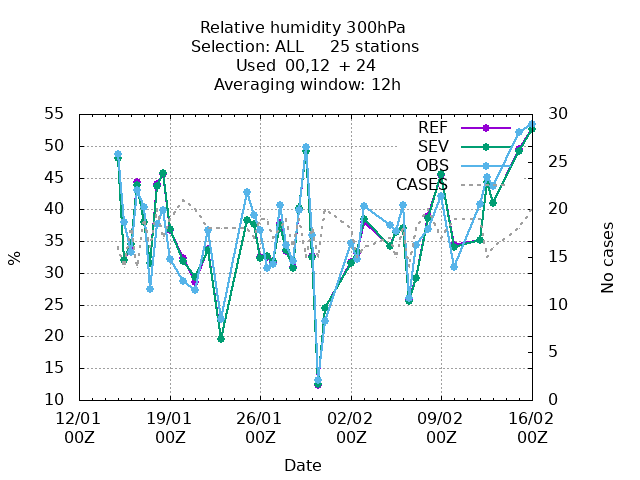 Relative humidity 300hPa
Selection: ALL 25 stations
Used 00,12 + 24
Averaging window: 12h
55
50
45
40
35
30
25
20
15
10
%
30
25
20
15
10
5
0
No cases
REF
SEV
OBS
CASES
12/01 19/01 26/01 02/02 09/02 16/02
00Z 00Z 00Z 00Z 00Z 00Z
Date